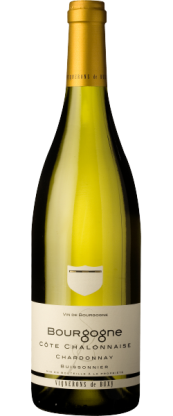 VIN DE BOURGOGNE
BOURGOGNE
CÔTE CHALONNAISE
CHARDONNAY
BUISSONNIER
VIGNERONS DE BUXY